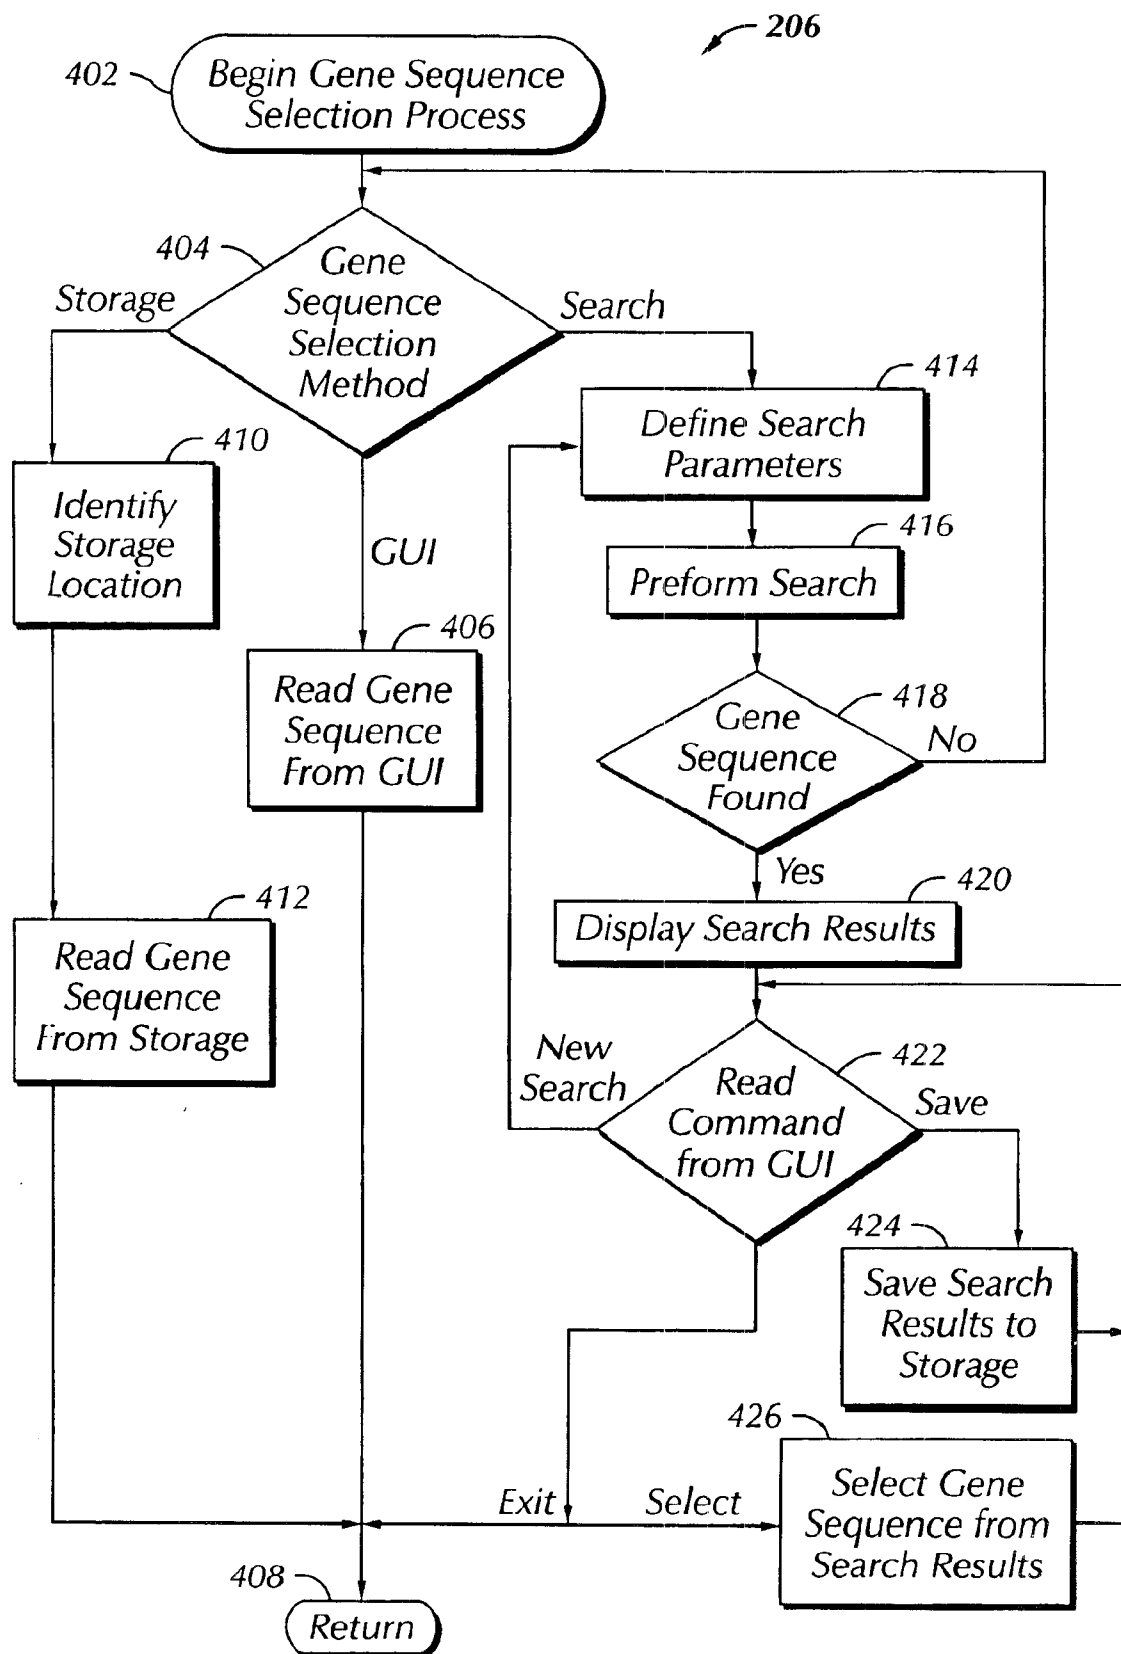 206
402
Begin Gene Sequence
Selection Process
404
Gene
Sequence
Selection
Method
Storage
Search
414
Define Search
Parameters
410
Identify
Storage
Location
GUI
416
Preform Search
406
Read Gene
Sequence
From GUI
418
Gene
Sequence
Found
No
Yes
412
Read Gene
Sequence
From Storage
420
Display Search Results
New
Search
422
Read
Command
from GUI
Save
424
Save Search
Results to
Storage
426
Exit
Select
Select Gene
Sequence from
Search Results
408
Return